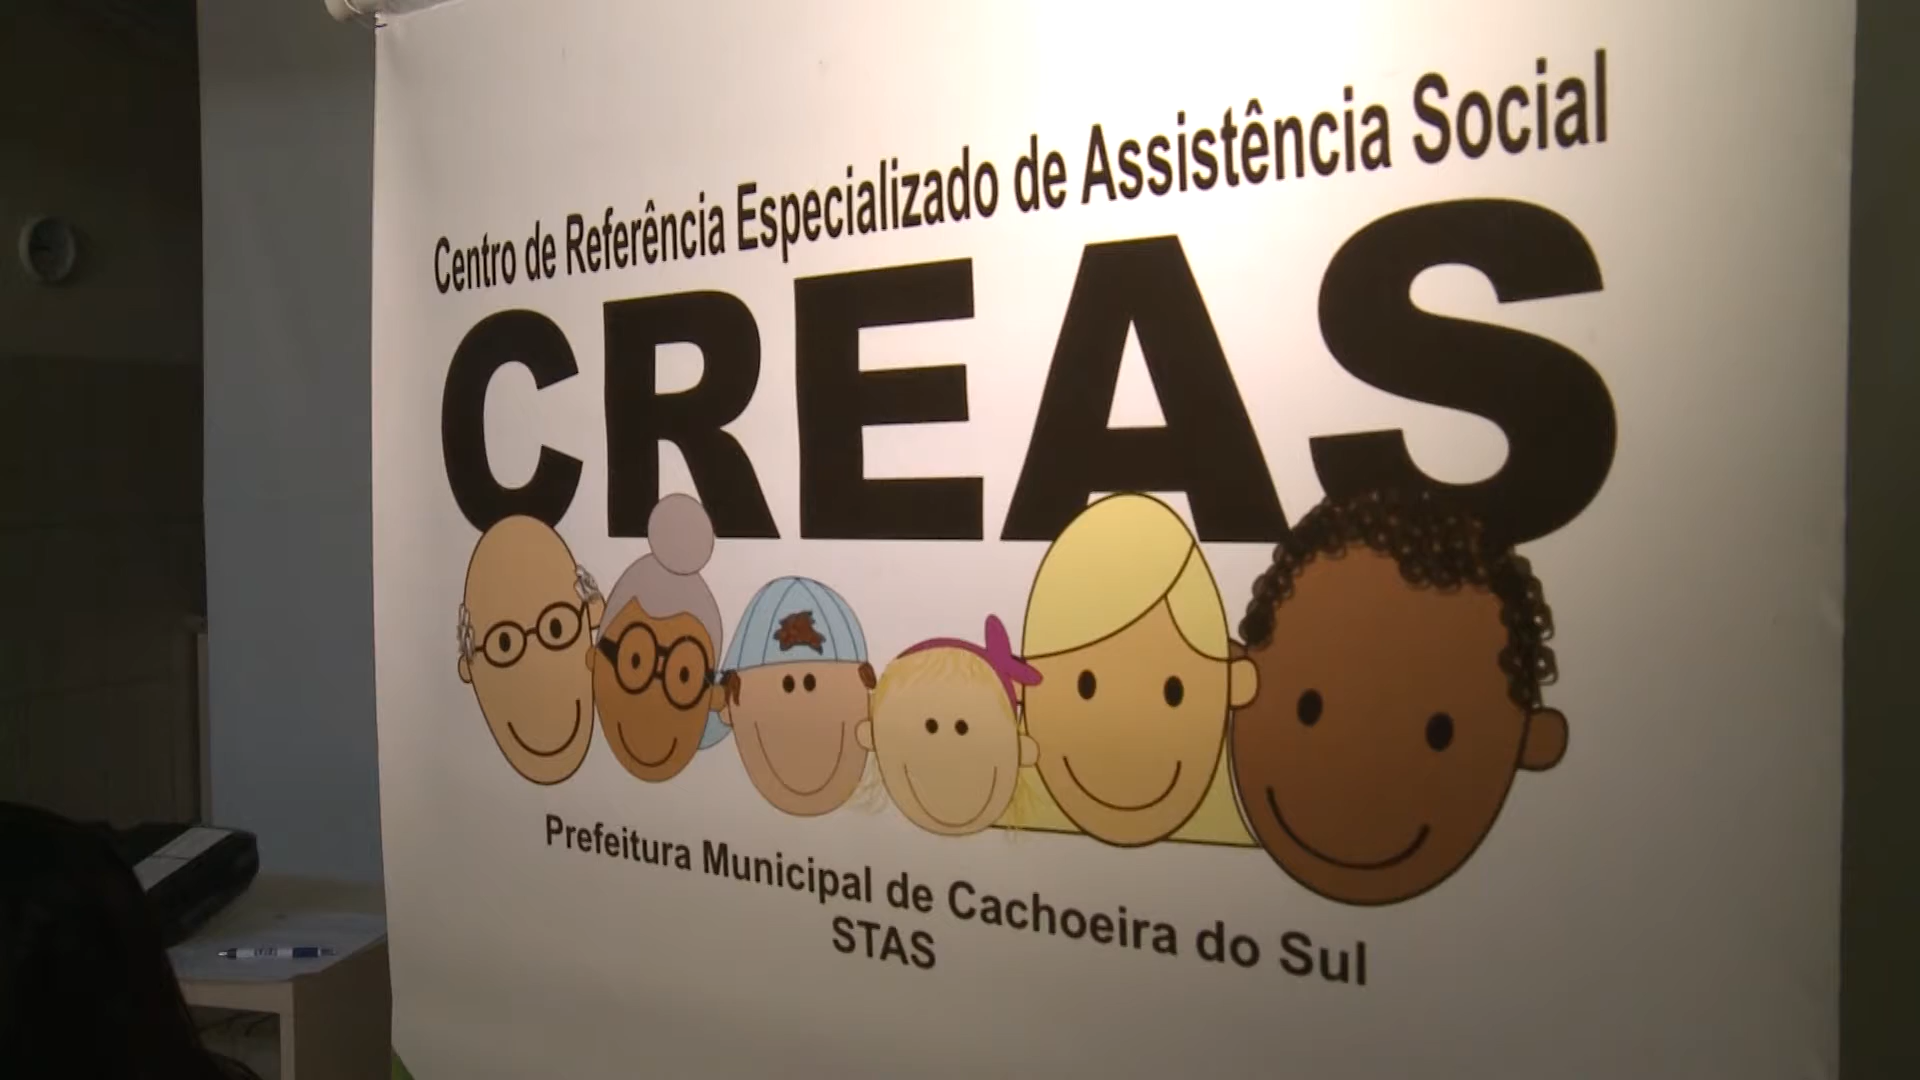 Centro de Referência Especializado de Assistência Social
CREAS
Prefeitura Municipal de Cachoeira do Sul
STAS